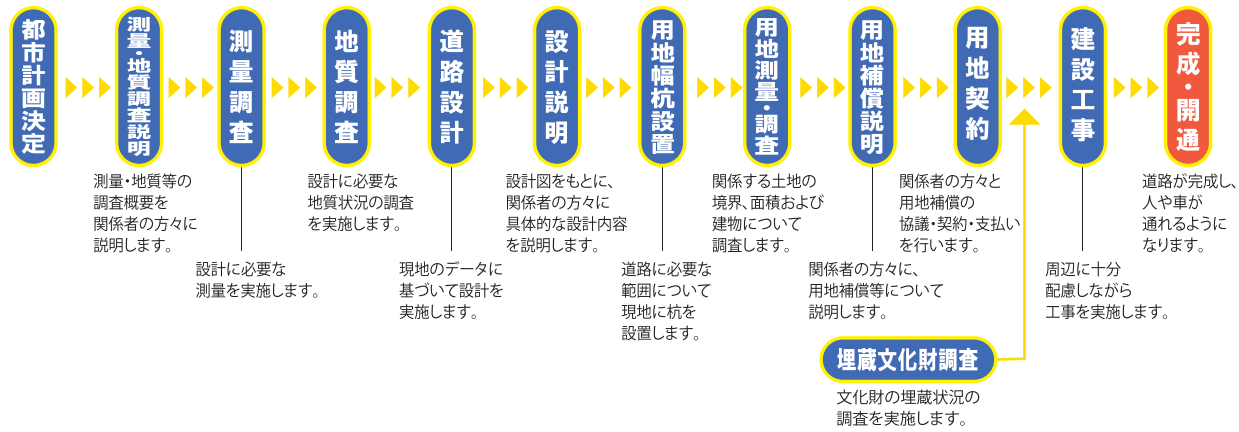 都市計画決定
測量・地質調査説明
測量・地質等の
調査概要を
関係者の方々に
説明します。
測量調査
設計に必要な
測量を実施します。
地質調査
設計に必要な
地質状況の調査
を実施します。
道路設計
現地のデータに
基づいて設計を
実施します。
設計説明
設計図をもとに、
関係者の方々に
具体的な設計内容
を説明します。
用地幅杭設置
道路に必要な
範囲について
現地に杭を
設置します。
用地測量・調査
関係する土地の
境界、面積および
建物について
調査します。
用地補償説明
関係者の方々に、
用地補償等について
説明します。
用地契約
関係者の方々と
用地補償の
協議・契約・支払い
を行います。
埋蔵文化財調査
文化財の埋蔵状況の
調査を実施します。
建設工事
周辺に十分
配慮しながら
工事を実施します。
完成・開通
道路が完成し、
人や車が
通れるように
なります。